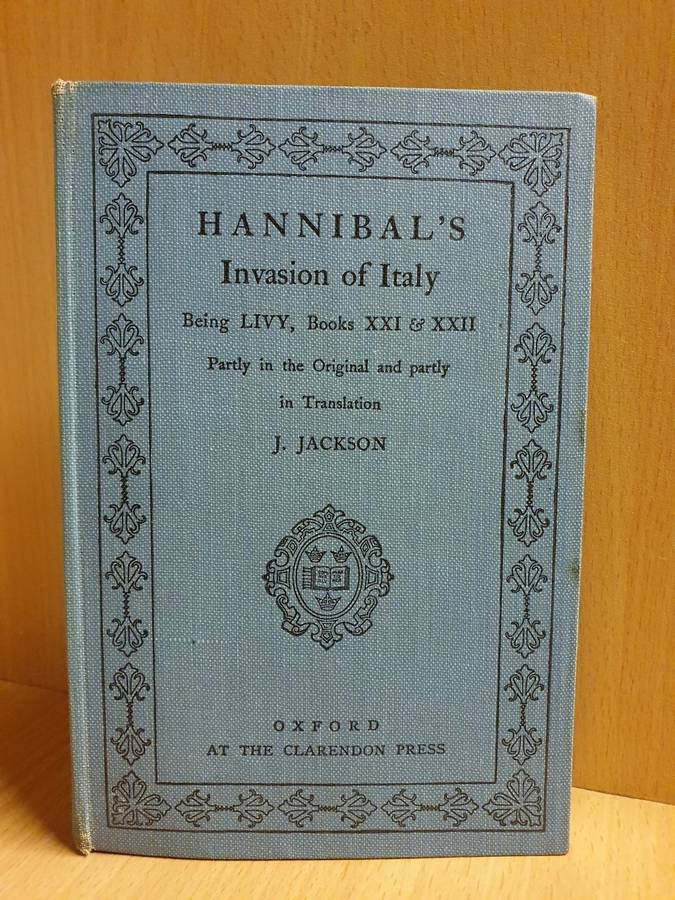 HANNIBAL'S
Invasion of Italy
Being LIVY, Books XXI & XXII
Partly in the Original and partly
in Translation
J. JACKSON
OXFORD
AT THE CLARENDON PRESS